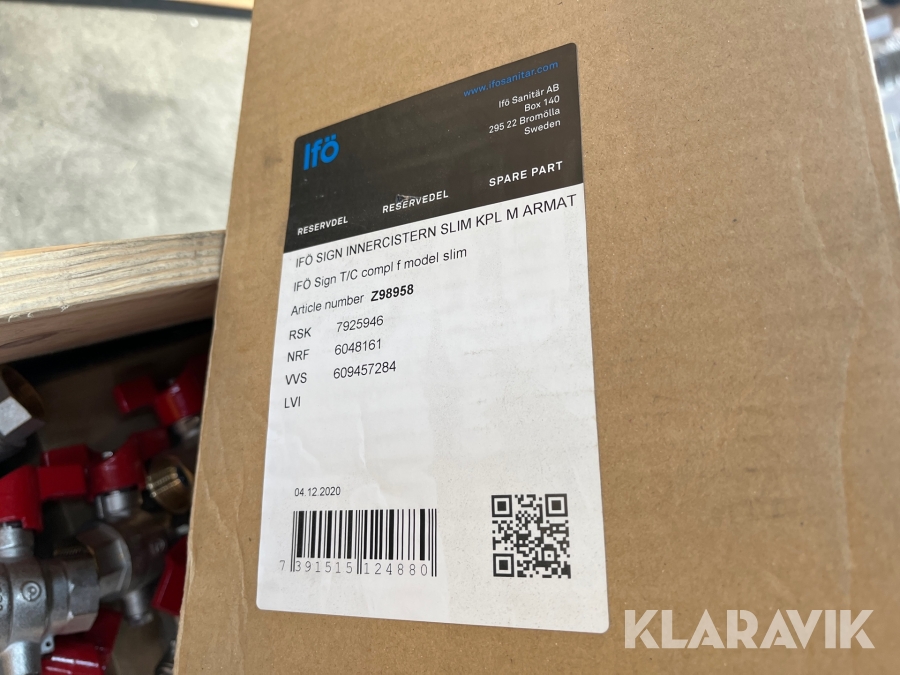 www.ifosanitar.com
Ifö Sanitär AB
Box 140
295 22 Bromölla
Sweden
Ifö
RESERVDEL RESERVEDEL SPARE PART
IFÖ SIGN INNERCISTERN SLIM KPL M ARMAT
IFÖ Sign T/C compl f model slim
Article number Z98958
RSK 7925946
NRF 6048161
VVS 609457284
LVI
04.12.2020
7 391515 124880
KLARAVIK